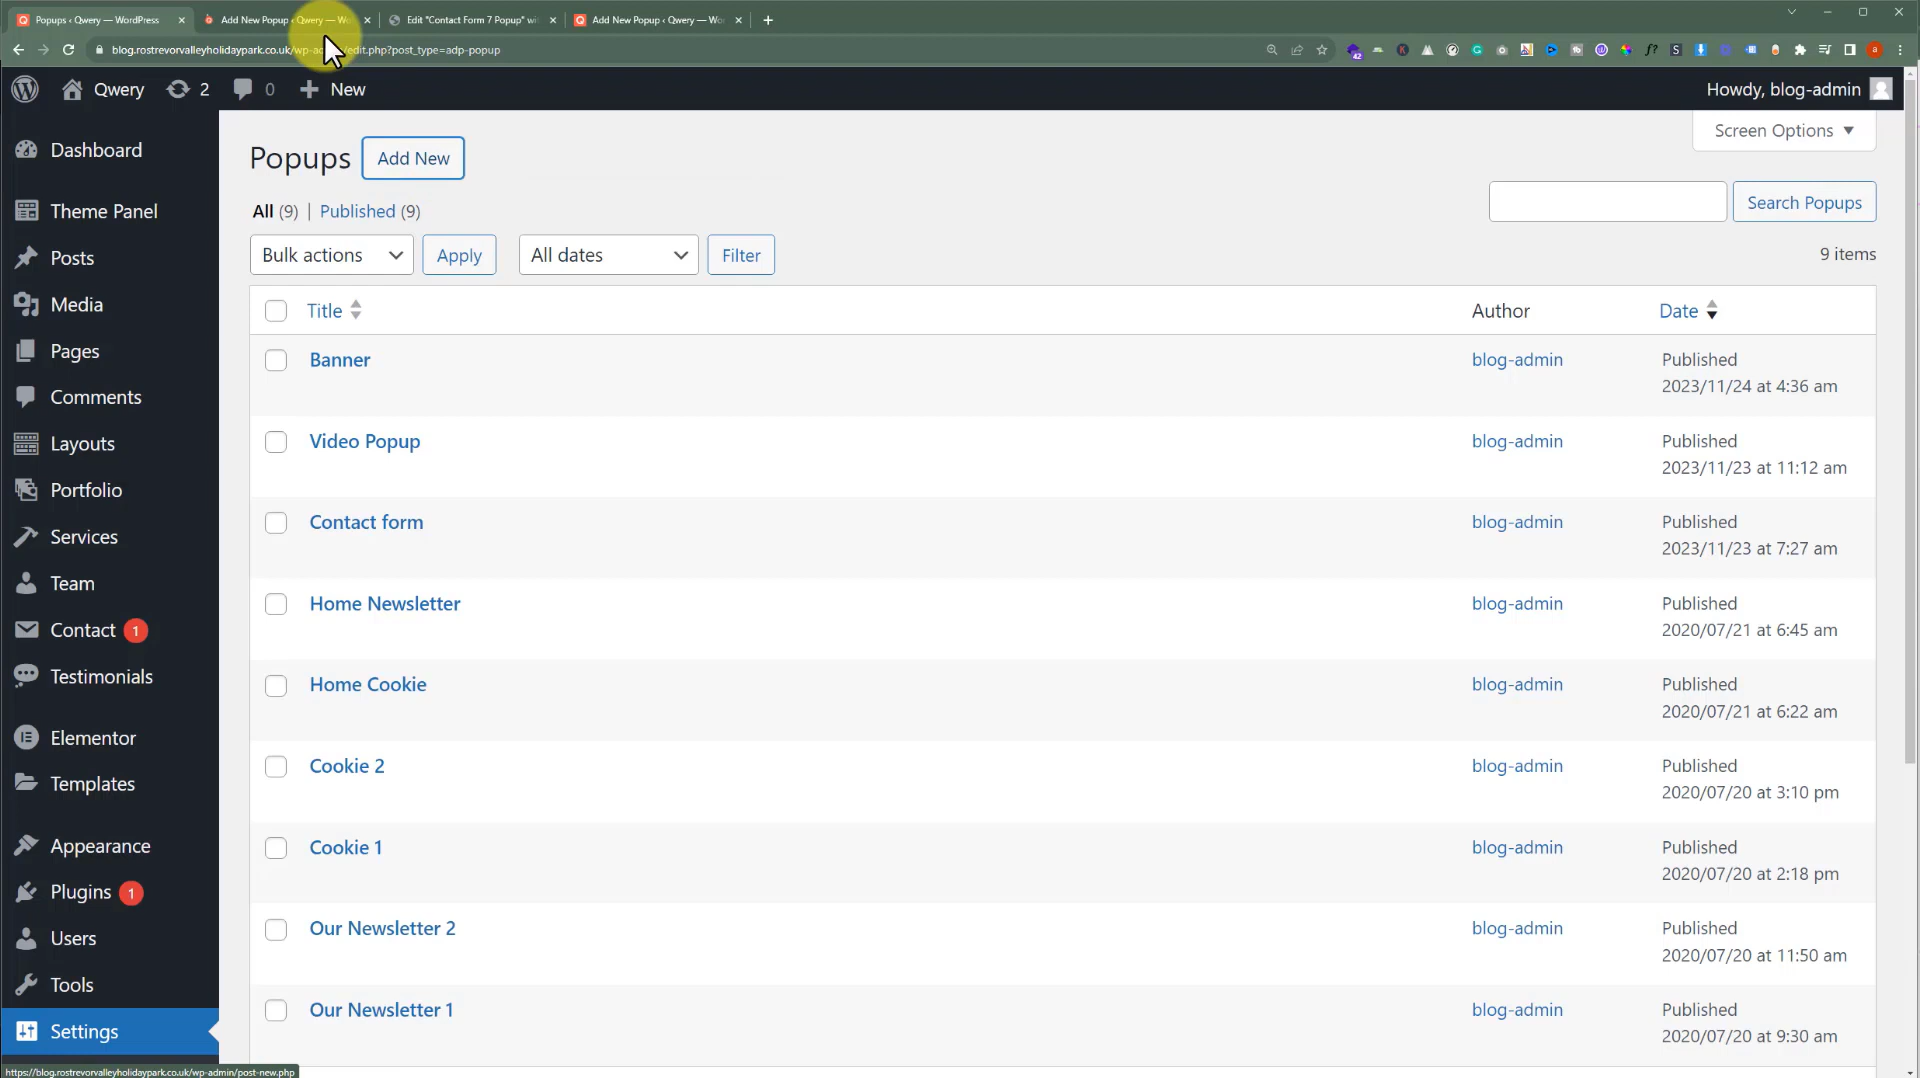 Popups ‹ Qwery — WordPress
Add New Popup ‹ Qwery — Wo
Edit "Contact Form 7 Popup" wi
Add New Popup ‹ Qwery — Wo
blog.rostrevorvalleyholidaypark.co.uk/wp-admin/edit.php?post_type=adp-popup
Qwery
2
0
New
Howdy, blog-admin
Dashboard
Theme Panel
Posts
Media
Pages
Comments
Layouts
Portfolio
Services
Team
Contact 1
Testimonials
Elementor
Templates
Appearance
Plugins 1
Users
Tools
Settings
Screen Options
Popups
Add New
All (9) | Published (9)
Search Popups
Bulk actions
Apply
All dates
Filter
9 items
Title
Author
Date
Banner
blog-admin
Published
2023/11/24 at 4:36 am
Video Popup
blog-admin
Published
2023/11/23 at 11:12 am
Contact form
blog-admin
Published
2023/11/23 at 7:27 am
Home Newsletter
blog-admin
Published
2020/07/21 at 6:45 am
Home Cookie
blog-admin
Published
2020/07/21 at 6:22 am
Cookie 2
blog-admin
Published
2020/07/20 at 3:10 pm
Cookie 1
blog-admin
Published
2020/07/20 at 2:18 pm
Our Newsletter 2
blog-admin
Published
2020/07/20 at 11:50 am
Our Newsletter 1
blog-admin
Published
2020/07/20 at 9:30 am
https://blog.rostrevorvalleyholidaypark.co.uk/wp-admin/post-new.php